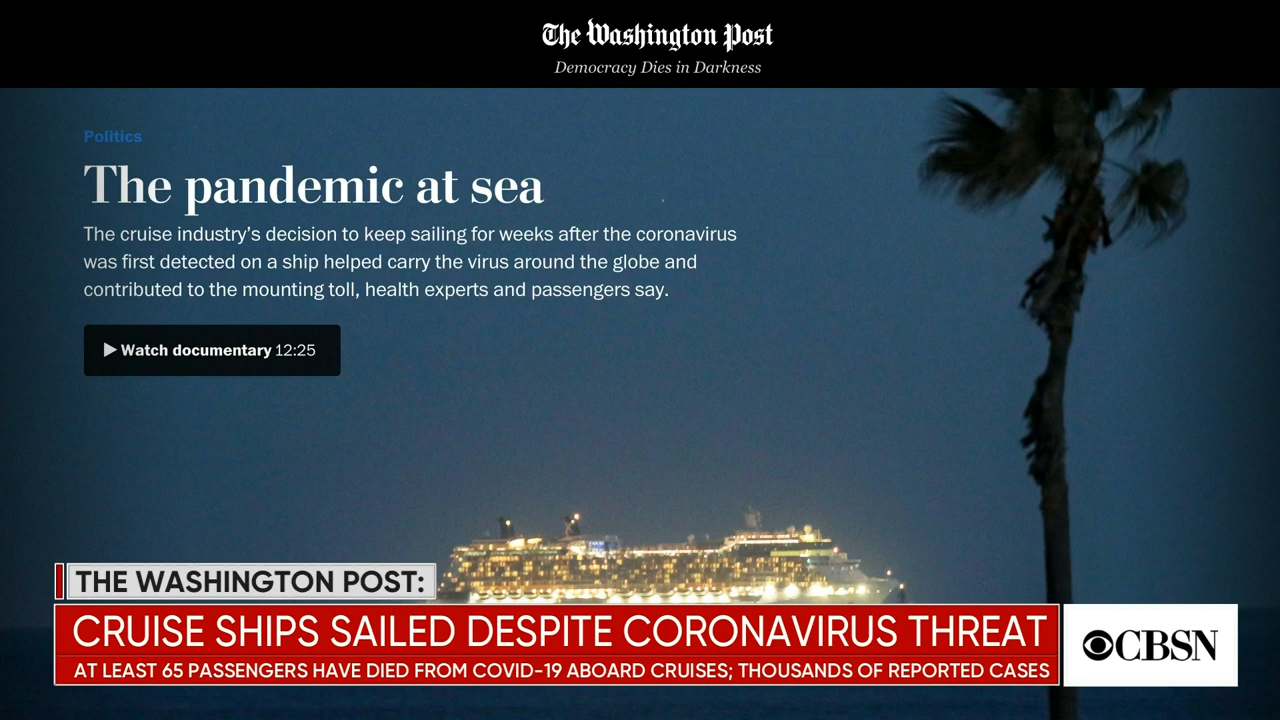 The Washington Post
Democracy Dies in Darkness
Politics
The pandemic at sea
The cruise industry’s decision to keep sailing for weeks after the coronavirus
was first detected on a ship helped carry the virus around the globe and
contributed to the mounting toll, health experts and passengers say.
Watch documentary 12:25
THE WASHINGTON POST:
CRUISE SHIPS SAILED DESPITE CORONAVIRUS THREAT
AT LEAST 65 PASSENGERS HAVE DIED FROM COVID-19 ABOARD CRUISES; THOUSANDS OF REPORTED CASES
CBSN